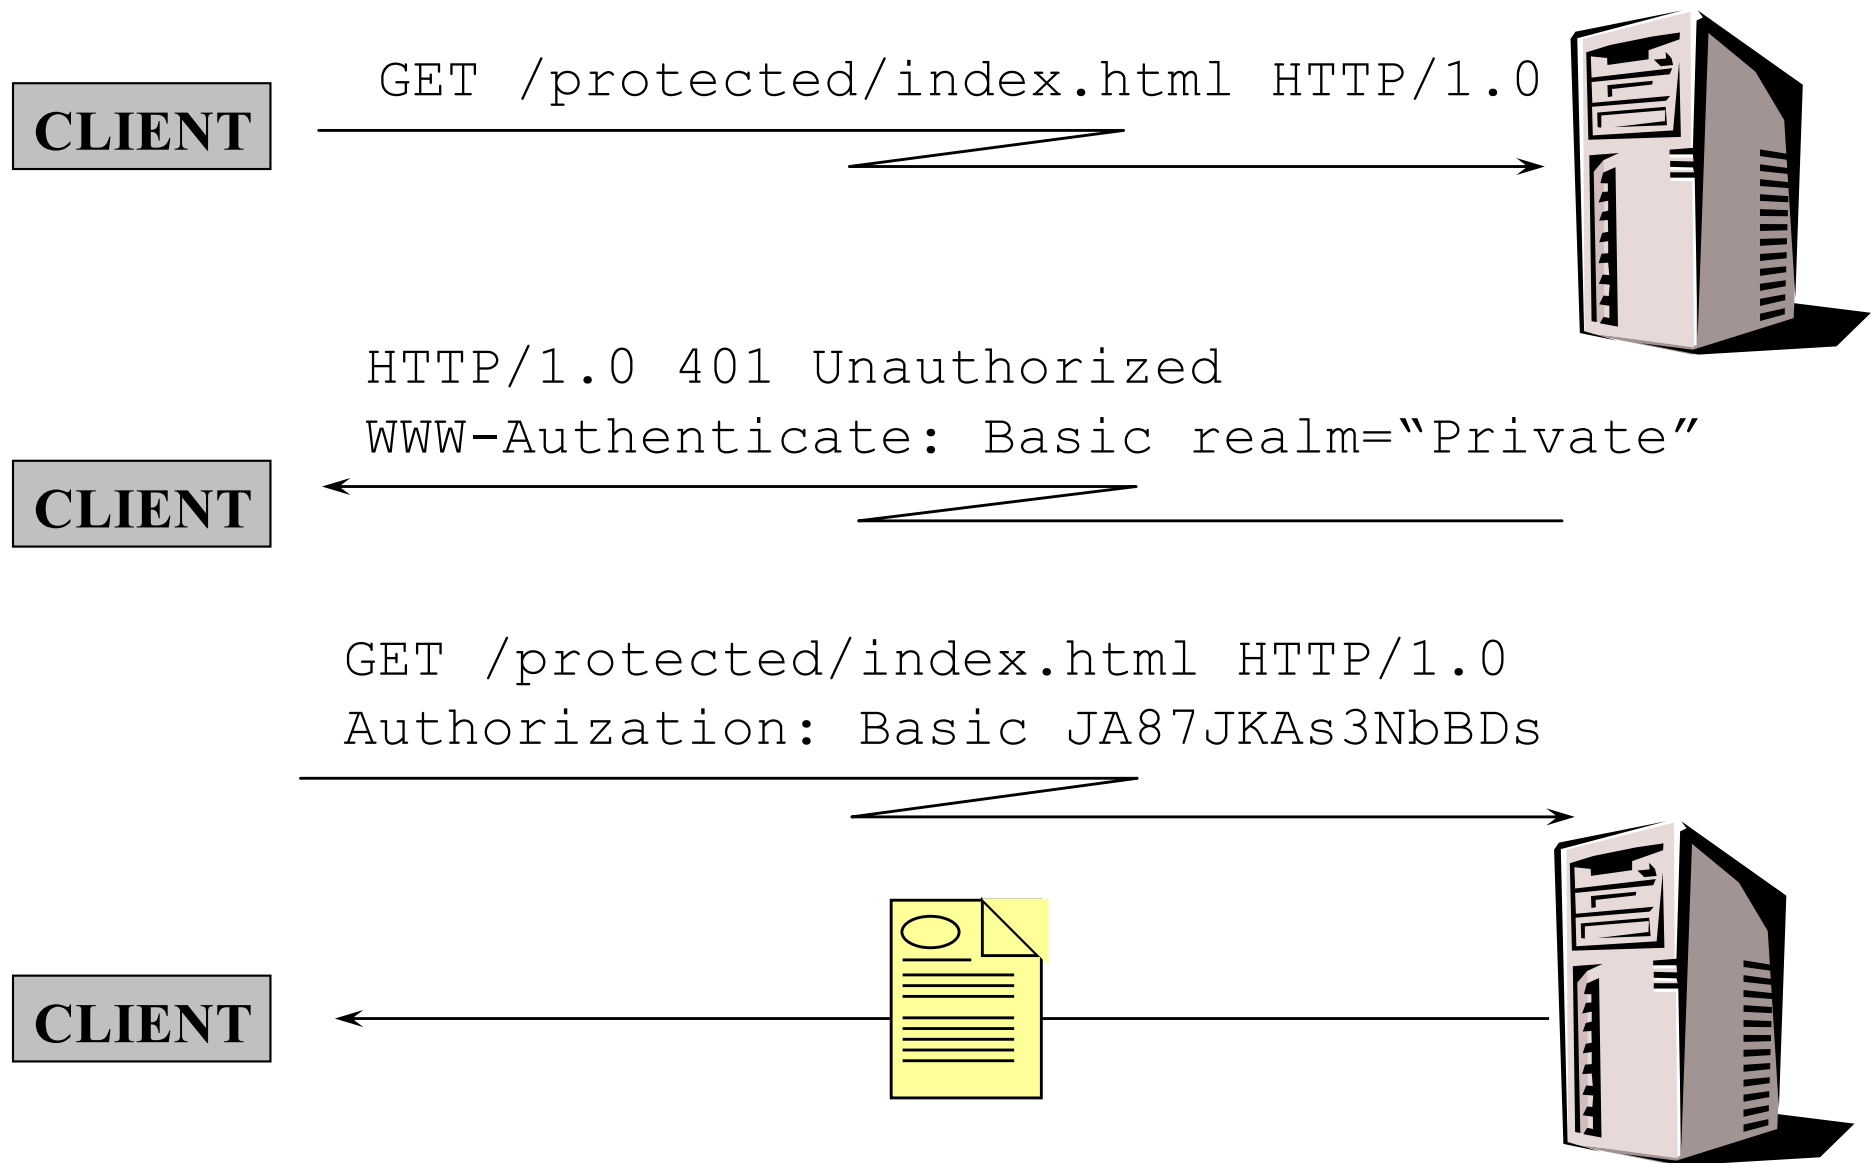 GET /protected/index.html HTTP/1.0
CLIENT
HTTP/1.0 401 Unauthorized
WWW-Authenticate: Basic realm=“Private”
CLIENT
GET /protected/index.html HTTP/1.0
Authorization: Basic JA87JKAs3NbBDs
CLIENT